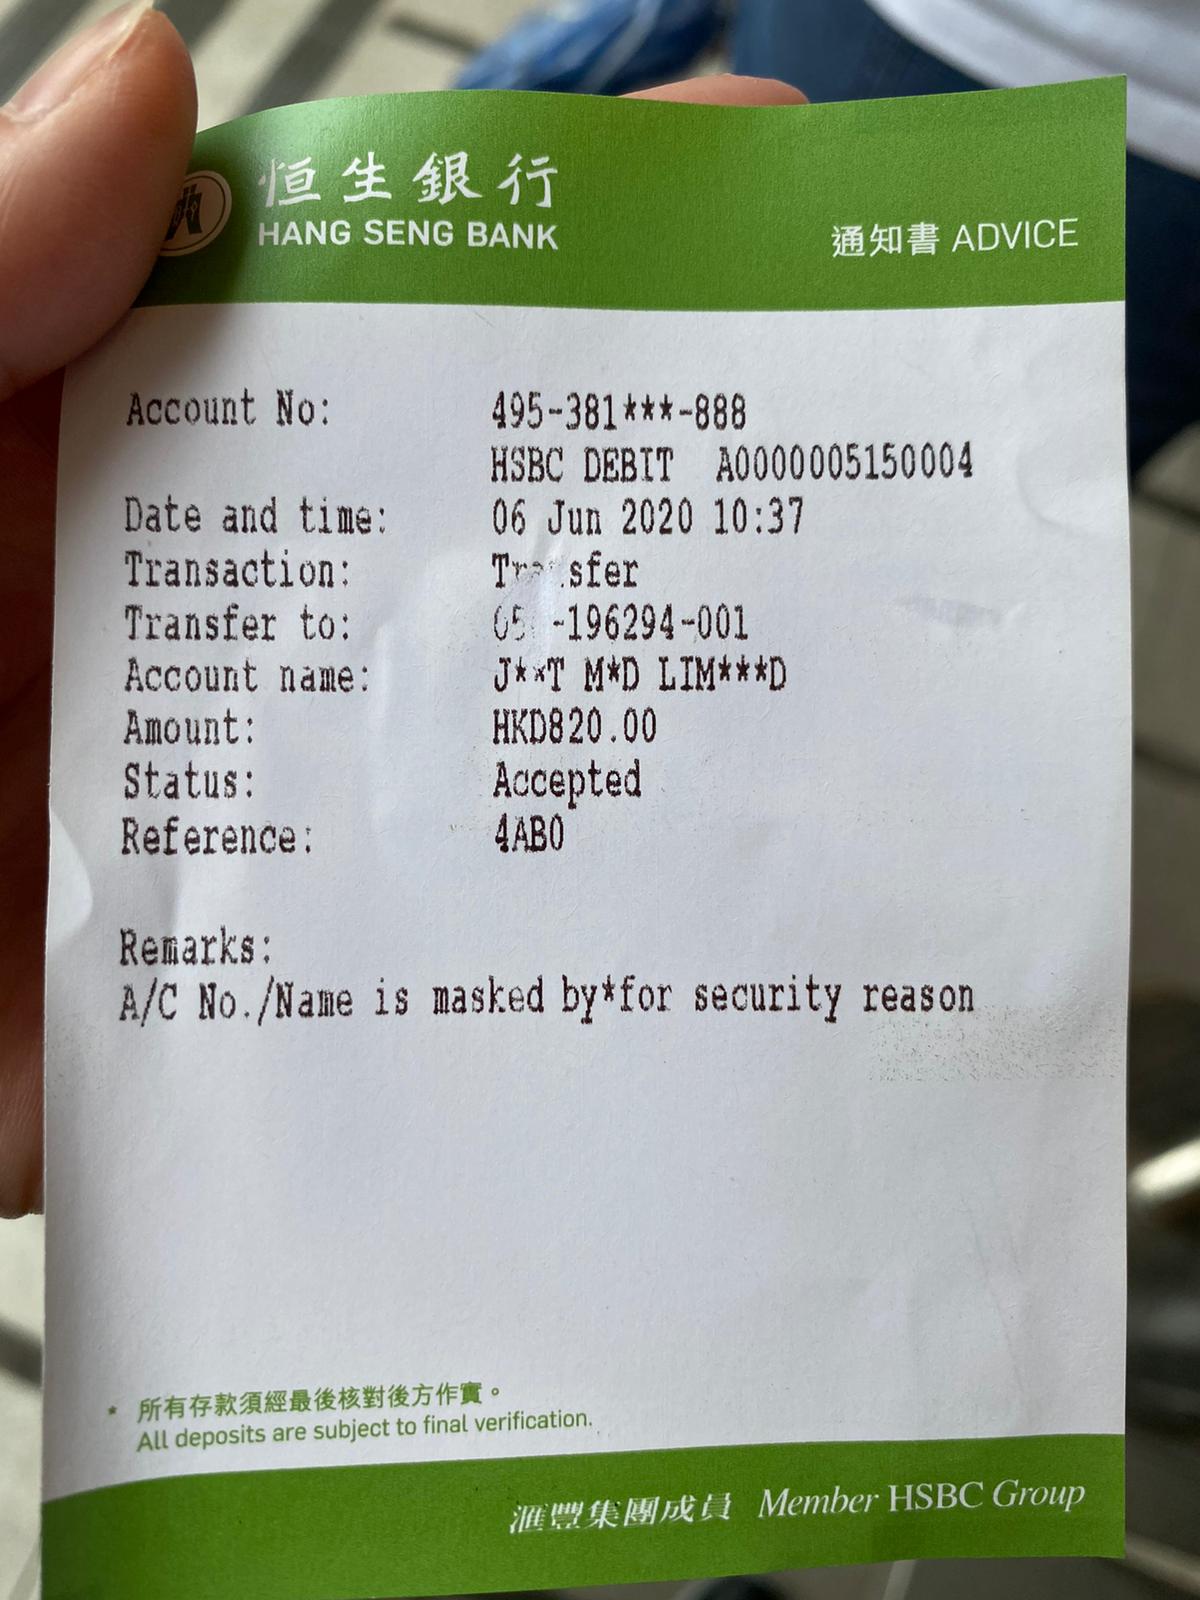 恒生銀行
HANG SENG BANK
通知書 ADVICE
Account No: 495-381***-888
HSBC DEBIT A0000005150004
Date and time: 06 Jun 2020 10:37
Transaction: Transfer
Transfer to: -196294-001
Account name: J**T M*D LIM***D
Amount: HKD820.00
Status: Accepted
Reference: 4AB0
Remarks:
A/C No./Name is masked by*for security reason
* 所有存款須經最後核對後方作實。
All deposits are subject to final verification.
滙豐集團成員 Member HSBC Group